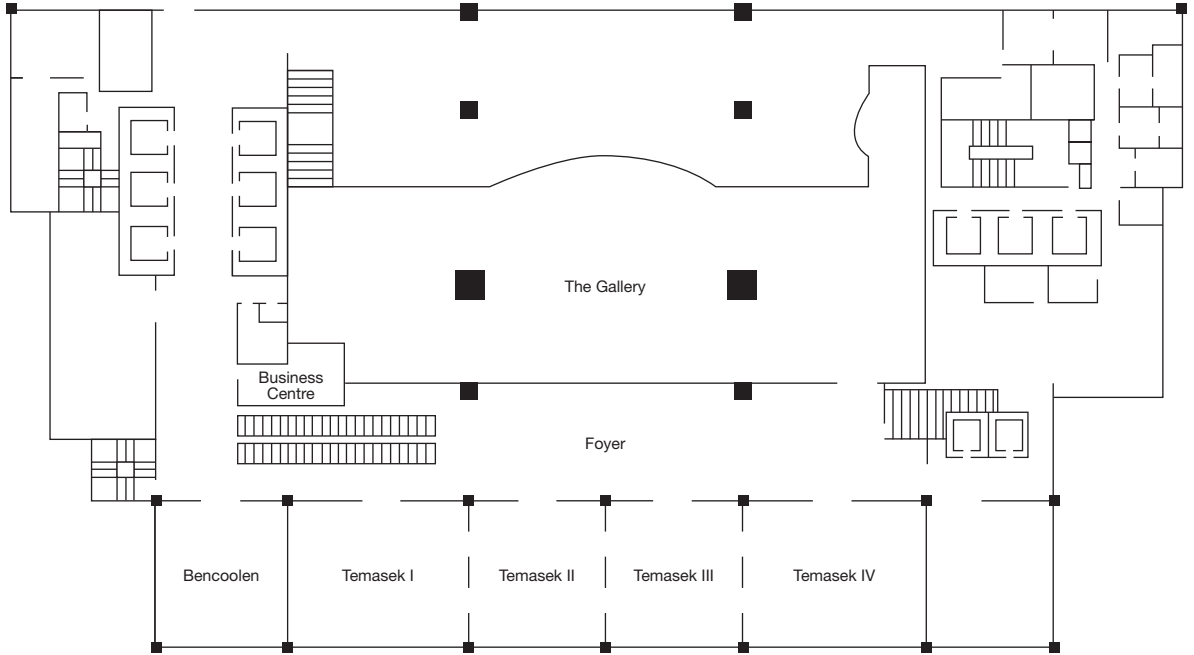 The Gallery
Business
Centre
Foyer
Bencoolen
Temasek I
Temasek II
Temasek III
Temasek IV